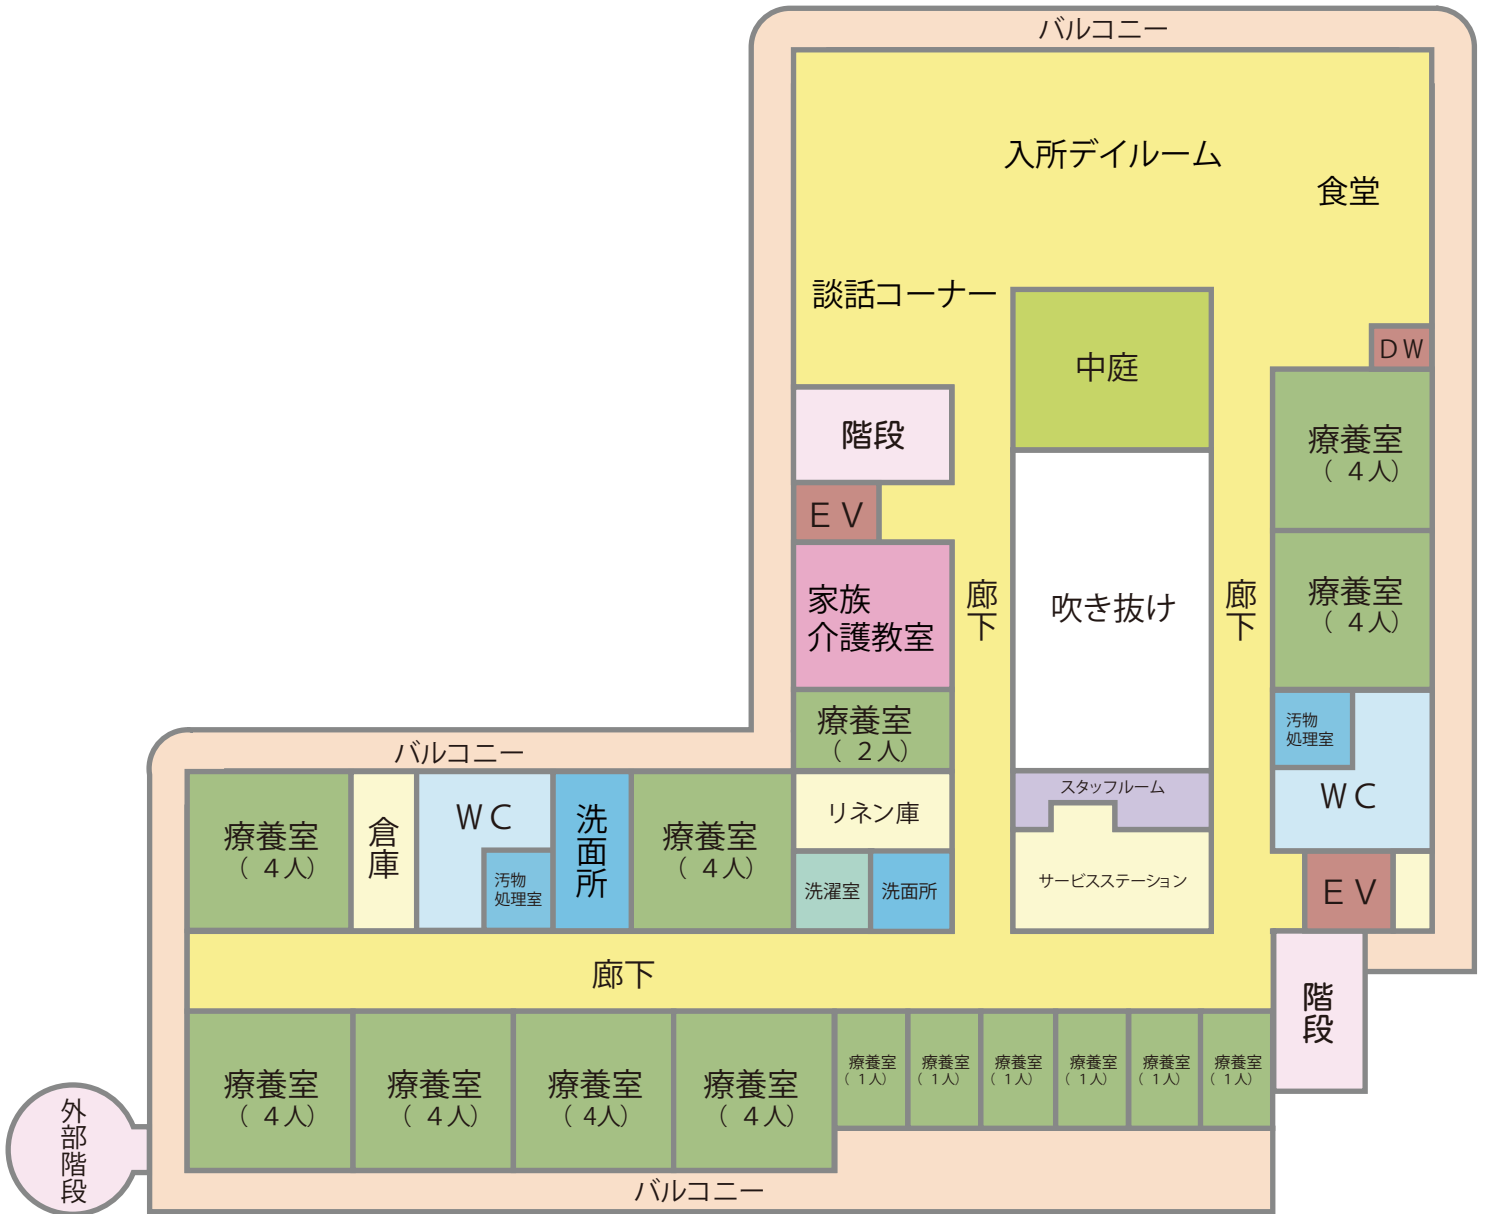 バルコニー
入所デイルーム
食堂
談話コーナー
中庭
ＤＷ
階段
療養室
（ ４人）
ＥＶ
家族
介護教室
廊下
吹き抜け
廊下
療養室
（ ４人）
療養室
（ ２人）
汚物
処理室
ＷＣ
バルコニー
療養室
（ ４人）
倉庫
ＷＣ
汚物
処理室
洗面所
療養室
（ ４人）
リネン庫
洗濯室
洗面所
スタッフルーム
サービスステーション
ＥＶ
廊下
階段
療養室
（ ４人）
療養室
（ ４人）
療養室
（ 4人）
療養室
（ ４人）
療養室
（ １人）
療養室
（ １人）
療養室
（ １人）
療養室
（ １人）
療養室
（ １人）
療養室
（ １人）
外部階段
バルコニー